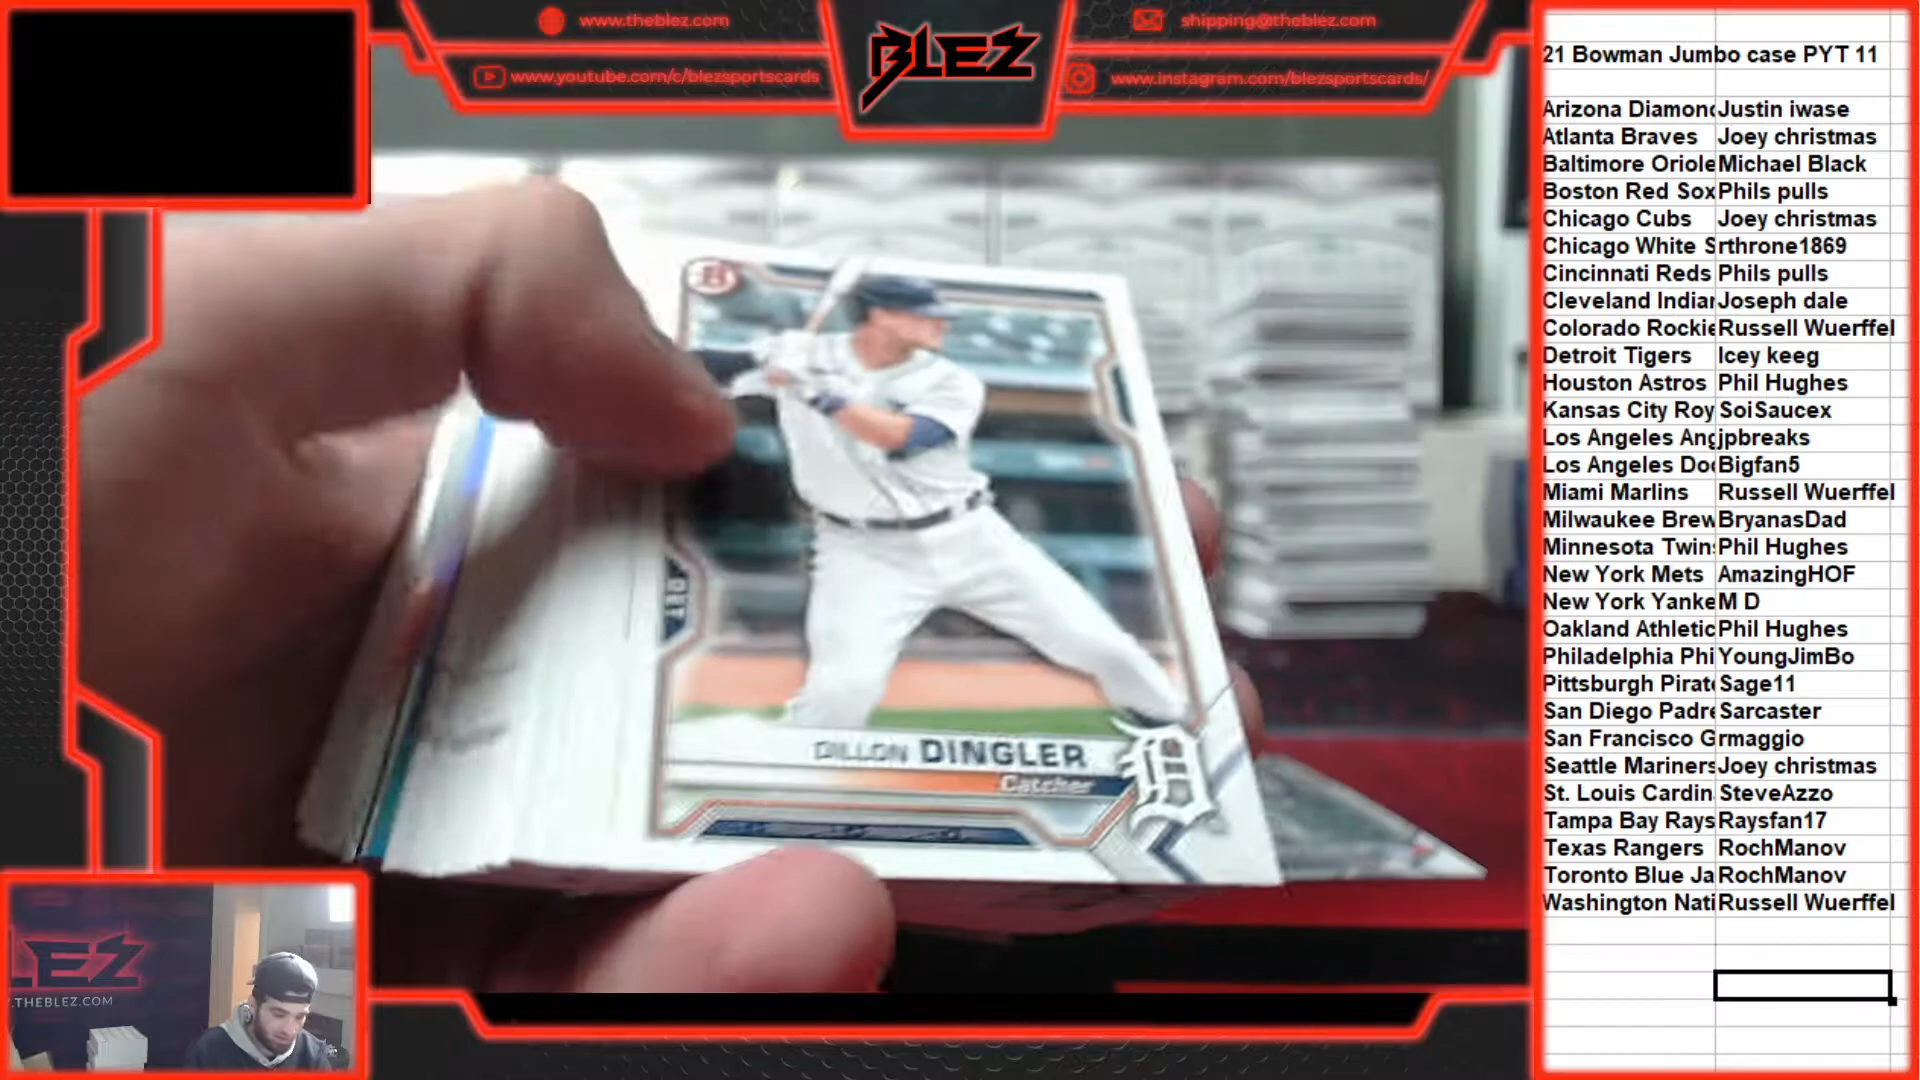 www.theblez.com
BLEZ
shipping@theblez.com
www.youtube.com/c/blezsportscards
www.instagram.com/blezsportscards/
B
DET
DILLON DINGLER
Catcher
D
LEZ
.THEBLEZ.COM
21 Bowman Jumbo case PYT 11
Arizona Diamond Justin iwase
Atlanta Braves Joey christmas
Baltimore Oriole Michael Black
Boston Red Sox Phils pulls
Chicago Cubs Joey christmas
Chicago White S rthrone1869
Cincinnati Reds Phils pulls
Cleveland Indian Joseph dale
Colorado Rockie Russell Wuerffel
Detroit Tigers Icey keeg
Houston Astros Phil Hughes
Kansas City Roy SoiSaucex
Los Angeles Ang jpbreaks
Los Angeles Dod Bigfan5
Miami Marlins Russell Wuerffel
Milwaukee Brew BryanasDad
Minnesota Twins Phil Hughes
New York Mets AmazingHOF
New York Yanke M D
Oakland Athletic Phil Hughes
Philadelphia Phi YoungJimBo
Pittsburgh Pirate Sage11
San Diego Padre Sarcaster
San Francisco G rmaggio
Seattle Mariners Joey christmas
St. Louis Cardin SteveAzzo
Tampa Bay Rays Raysfan17
Texas Rangers RochManov
Toronto Blue Ja RochManov
Washington Nati Russell Wuerffel